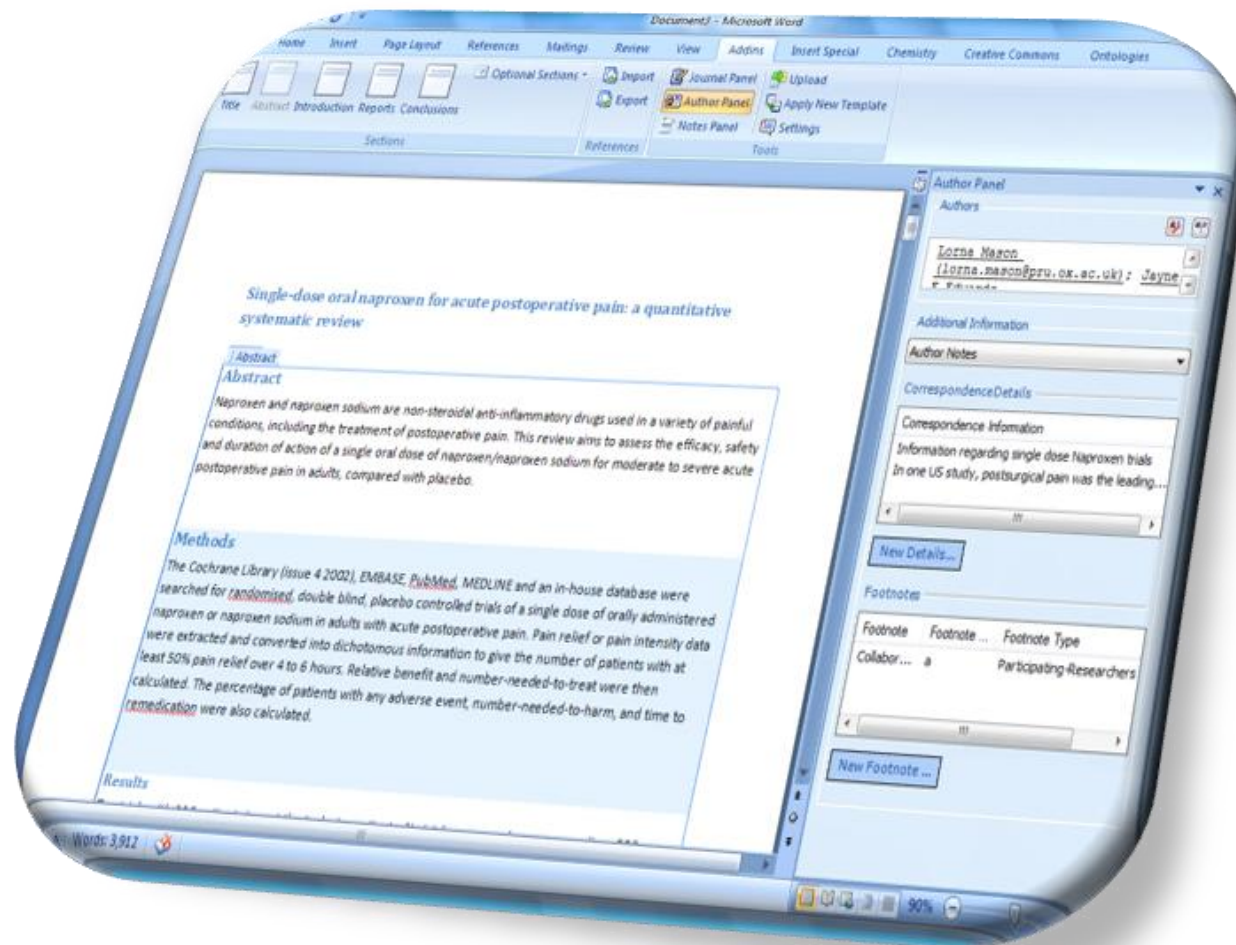 Document3 - Microsoft Word
Home Insert Page Layout References Mailings Review View Addins Insert Special Chemistry Creative Commons Ontologies
Title Abstract Introduction Reports Conclusions
Optional Sections
Import Journal Panel Upload
Export Author Panel Apply New Template
Notes Panel Settings
Sections References Tools
Single-dose oral naproxen for acute postoperative pain: a quantitative
systematic review
Abstract
Abstract
Naproxen and naproxen sodium are non-steroidal anti-inflammatory drugs used in a variety of painful
conditions, including the treatment of postoperative pain. This review aims to assess the efficacy, safety
and duration of action of a single oral dose of naproxen/naproxen sodium for moderate to severe acute
postoperative pain in adults, compared with placebo.
Methods
The Cochrane Library (issue 4 2002), EMBASE, PubMed, MEDLINE and an in-house database were
searched for randomised, double blind, placebo controlled trials of a single dose of orally administered
naproxen or naproxen sodium in adults with acute postoperative pain. Pain relief or pain intensity data
were extracted and converted into dichotomous information to give the number of patients with at
least 50% pain relief over 4 to 6 hours. Relative benefit and number-needed-to-treat were then
calculated. The percentage of patients with any adverse event, number-needed-to-harm, and time to
remedication were also calculated.
Results
Words: 3,912
90%
Author Panel
Authors
Lorna Mason
(lorna.mason@pru.ox.ac.uk); Jayne
Additional Information
Author Notes
CorrespondenceDetails
Correspondence Information
Information regarding single dose Naproxen trials
In one US study, postsurgical pain was the leading...
New Details...
Footnotes
Footnote Footnote ... Footnote Type
Collabor... a Participating-Researchers
New Footnote ...